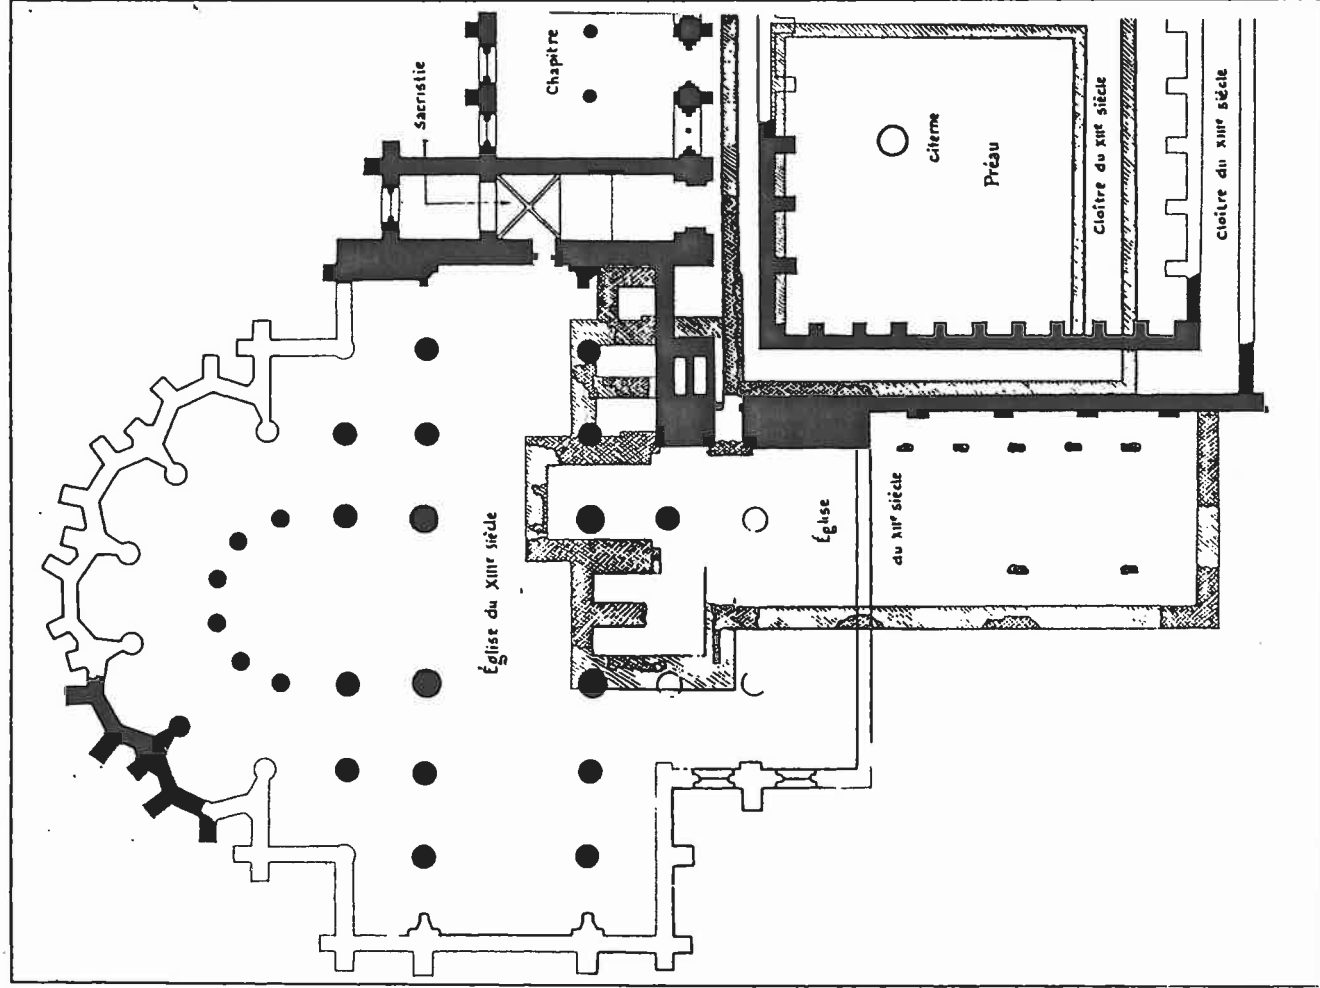 Sacristie
Chapitre
Citerne
Préau
Cloître du XIIe siècle
Cloître du XIIIe siècle
Église du XIIIe siècle
Église
du XIIe siècle